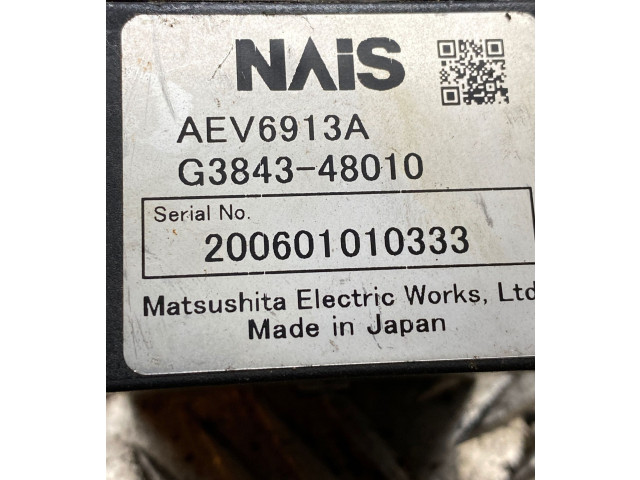 NAiS
AEV6913A
G3843-48010
Serial No.
200601010333
Matsushita Electric Works, Ltd
Made in Japan